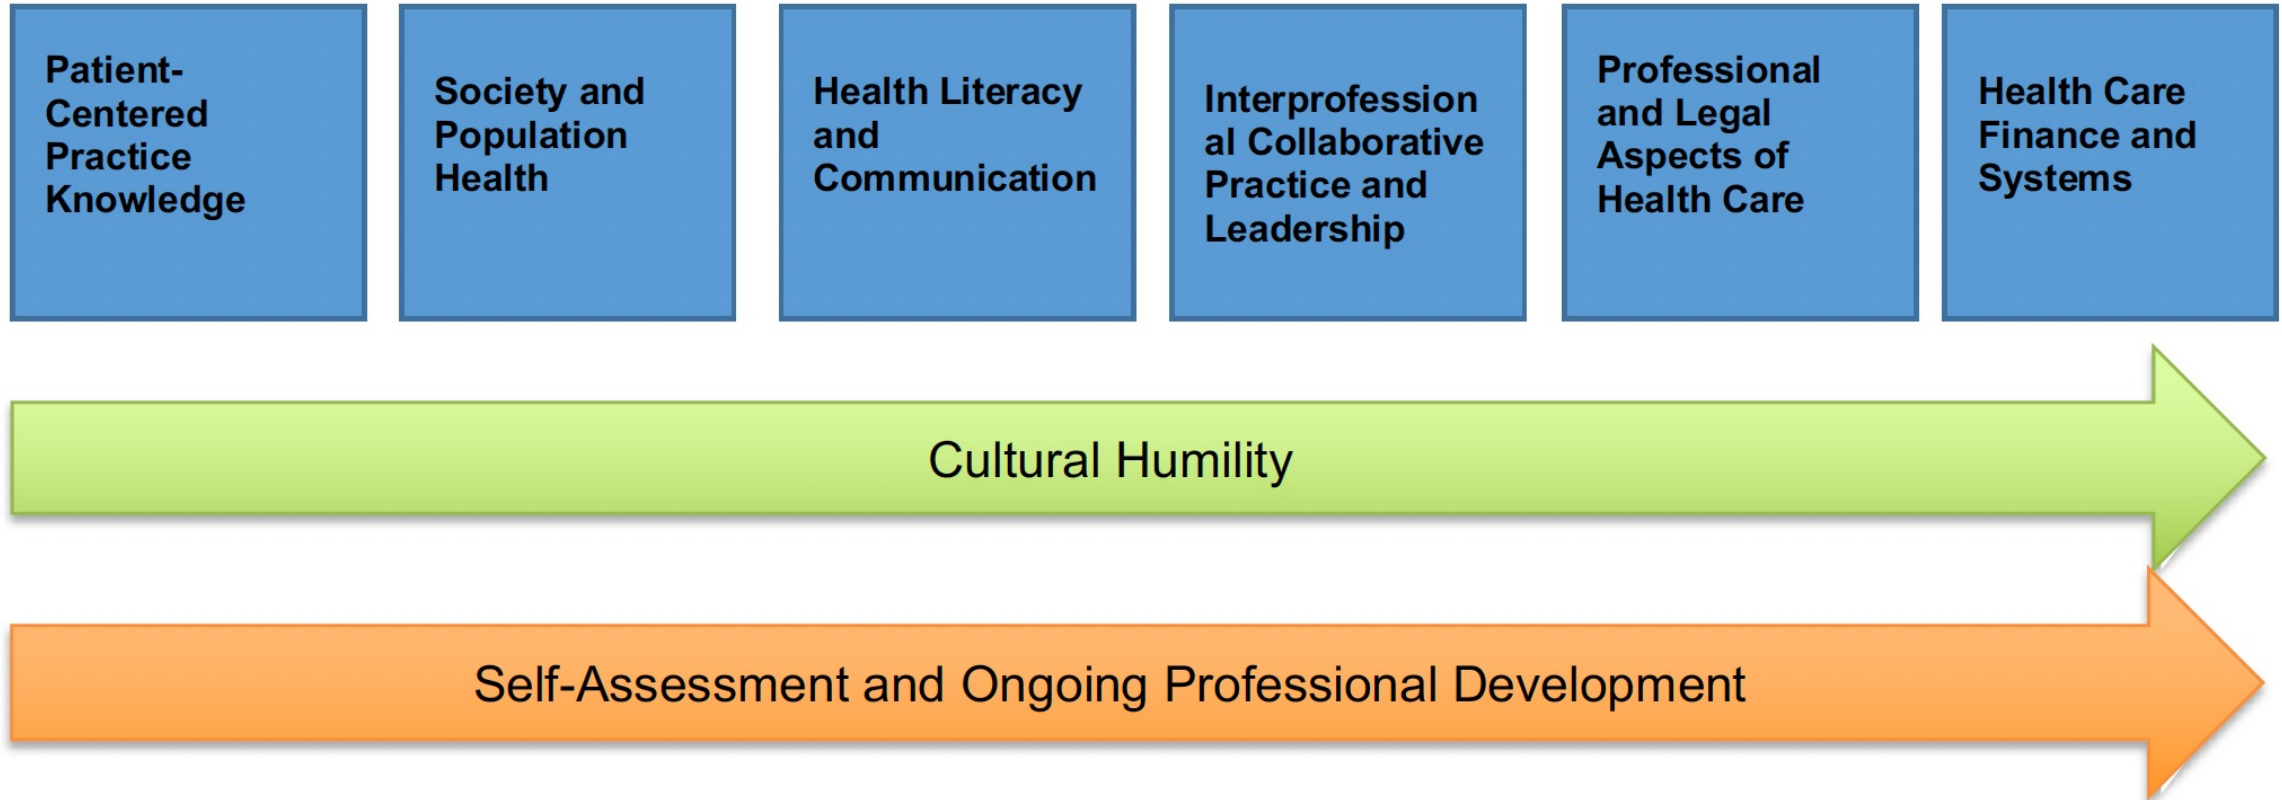 Patient-
Centered
Practice
Knowledge
Society and
Population
Health
Health Literacy
and
Communication
Interprofession
al Collaborative
Practice and
Leadership
Professional
and Legal
Aspects of
Health Care
Health Care
Finance and
Systems
Cultural Humility
Self-Assessment and Ongoing Professional Development